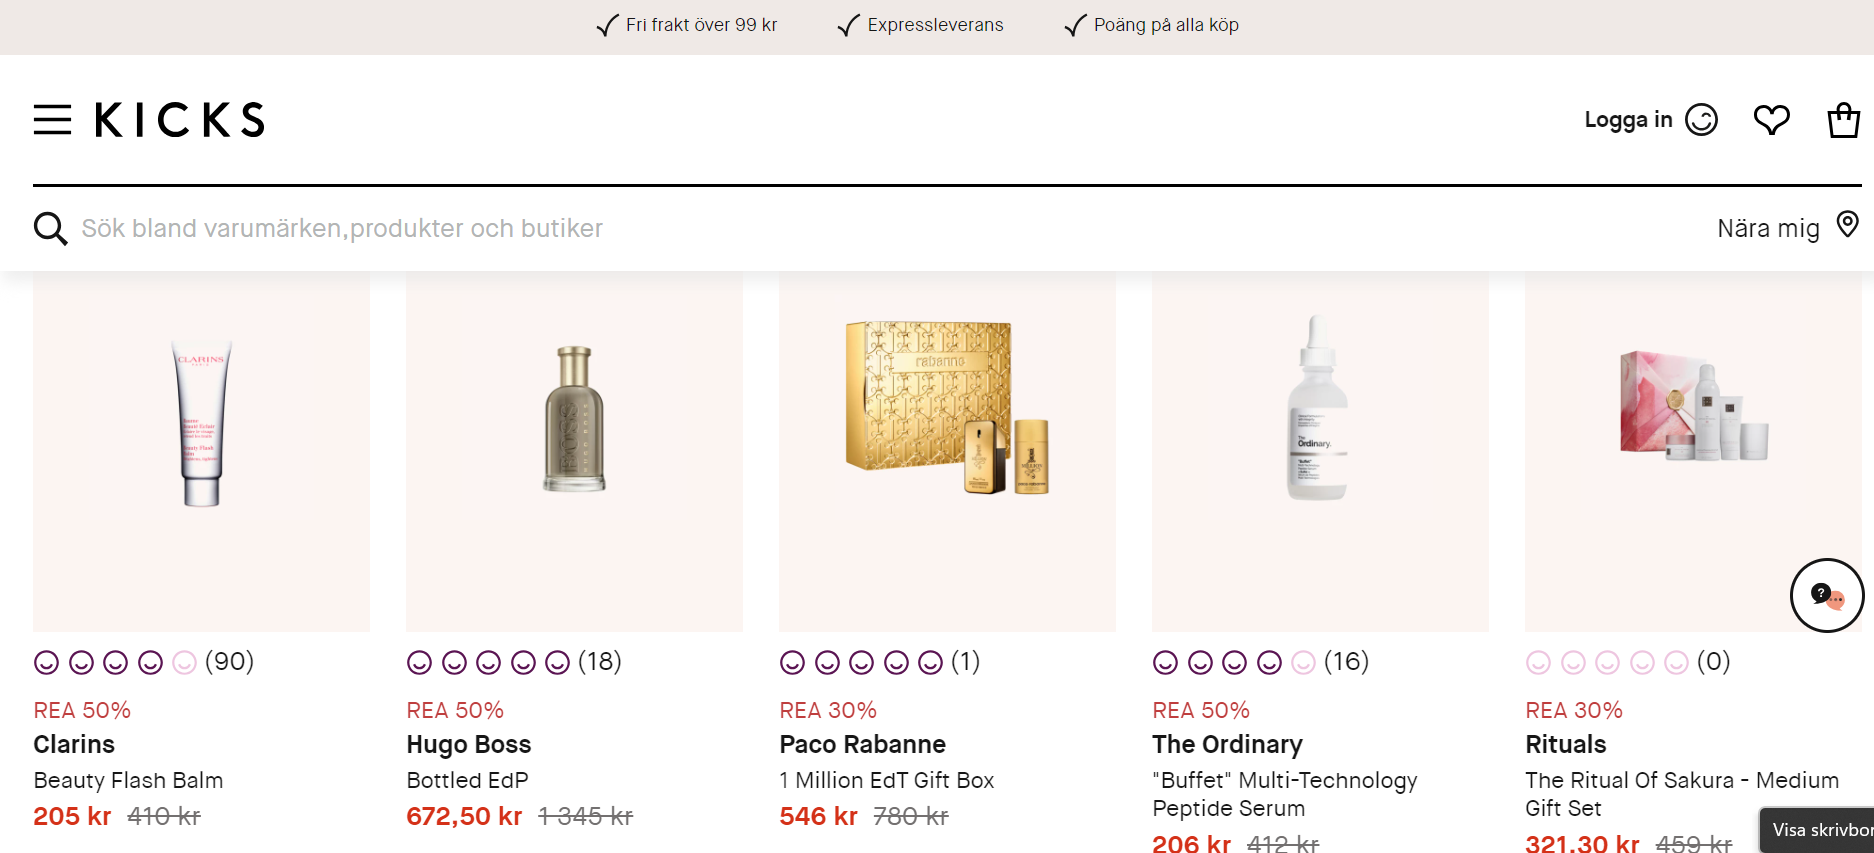 Fri frakt över 99 kr
Expressleverans
Poäng på alla köp
KICKS
Logga in
Sök bland varumärken,produkter och butiker
Nära mig
CLARINS
rabanne
The
Ordinary.
(90)
REA 50%
Clarins
Beauty Flash Balm
205 kr 410 kr
(18)
REA 50%
Hugo Boss
Bottled EdP
672,50 kr 1 345 kr
(1)
REA 30%
Paco Rabanne
1 Million EdT Gift Box
546 kr 780 kr
(16)
REA 50%
The Ordinary
"Buffet" Multi-Technology
Peptide Serum
206 kr 412 kr
(0)
REA 30%
Rituals
The Ritual Of Sakura - Medium
Gift Set
321,30 kr 459 kr
Visa skrivbor